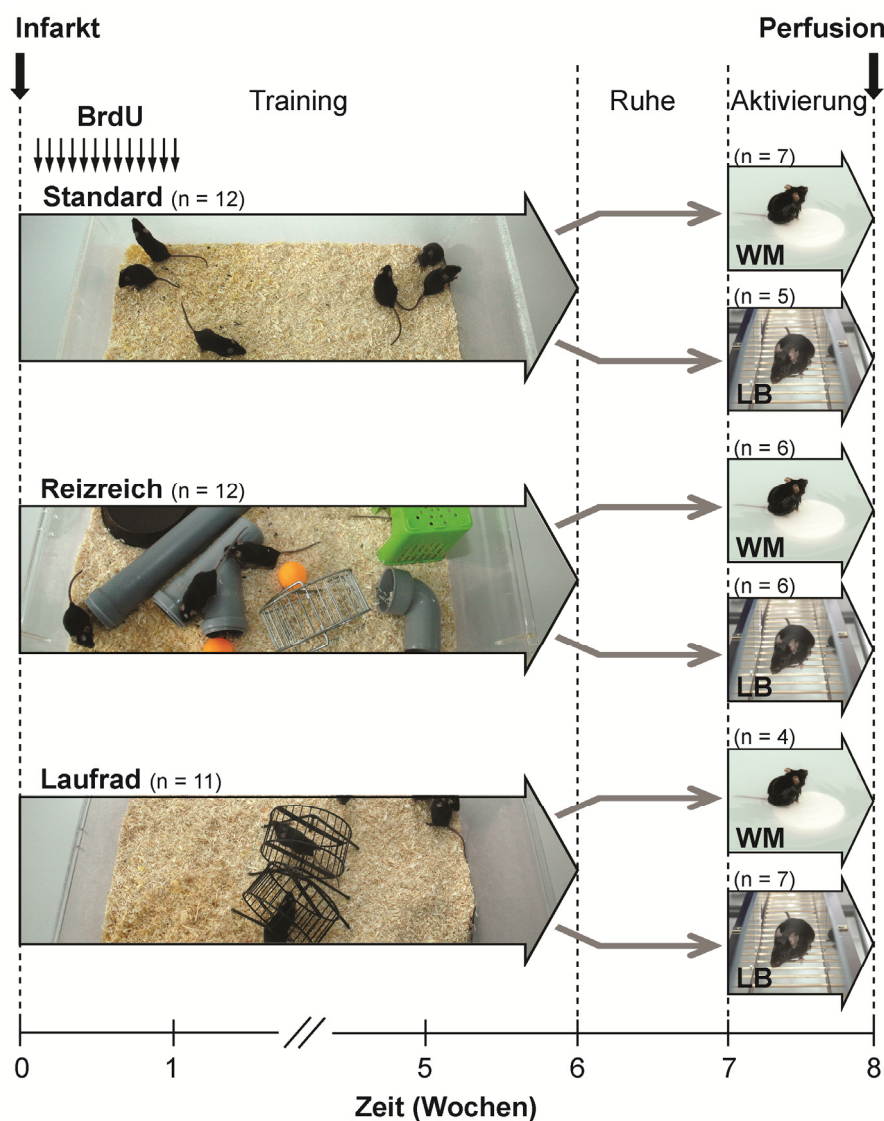 Infarkt
Perfusion
Training
Ruhe
Aktivierung
BrdU
Standard (n = 12)
(n = 7)
WM
(n = 5)
LB
Reizreich (n = 12)
(n = 6)
WM
(n = 6)
LB
Laufrad (n = 11)
(n = 4)
WM
(n = 7)
LB
0 1 // 5 6 7 8
Zeit (Wochen)